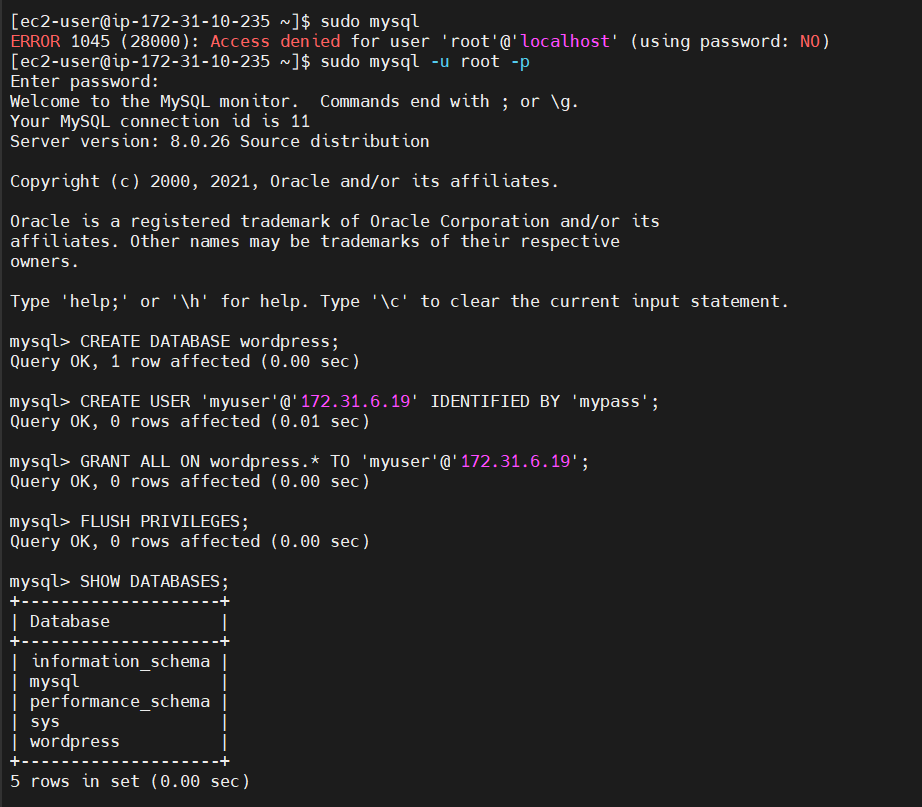 [ec2-user@ip-172-31-10-235 ~]$ sudo mysql
ERROR 1045 (28000): Access denied for user 'root'@'localhost' (using password: NO)
[ec2-user@ip-172-31-10-235 ~]$ sudo mysql -u root -p
Enter password:
Welcome to the MySQL monitor.  Commands end with ; or \g.
Your MySQL connection id is 11
Server version: 8.0.26 Source distribution

Copyright (c) 2000, 2021, Oracle and/or its affiliates.

Oracle is a registered trademark of Oracle Corporation and/or its
affiliates. Other names may be trademarks of their respective
owners.

Type 'help;' or '\h' for help. Type '\c' to clear the current input statement.

mysql> CREATE DATABASE wordpress;
Query OK, 1 row affected (0.00 sec)

mysql> CREATE USER 'myuser'@'172.31.6.19' IDENTIFIED BY 'mypass';
Query OK, 0 rows affected (0.01 sec)

mysql> GRANT ALL ON wordpress.* TO 'myuser'@'172.31.6.19';
Query OK, 0 rows affected (0.00 sec)

mysql> FLUSH PRIVILEGES;
Query OK, 0 rows affected (0.00 sec)

mysql> SHOW DATABASES;
+--------------------+
| Database           |
+--------------------+
| information_schema |
| mysql              |
| performance_schema |
| sys                |
| wordpress          |
+--------------------+
5 rows in set (0.00 sec)